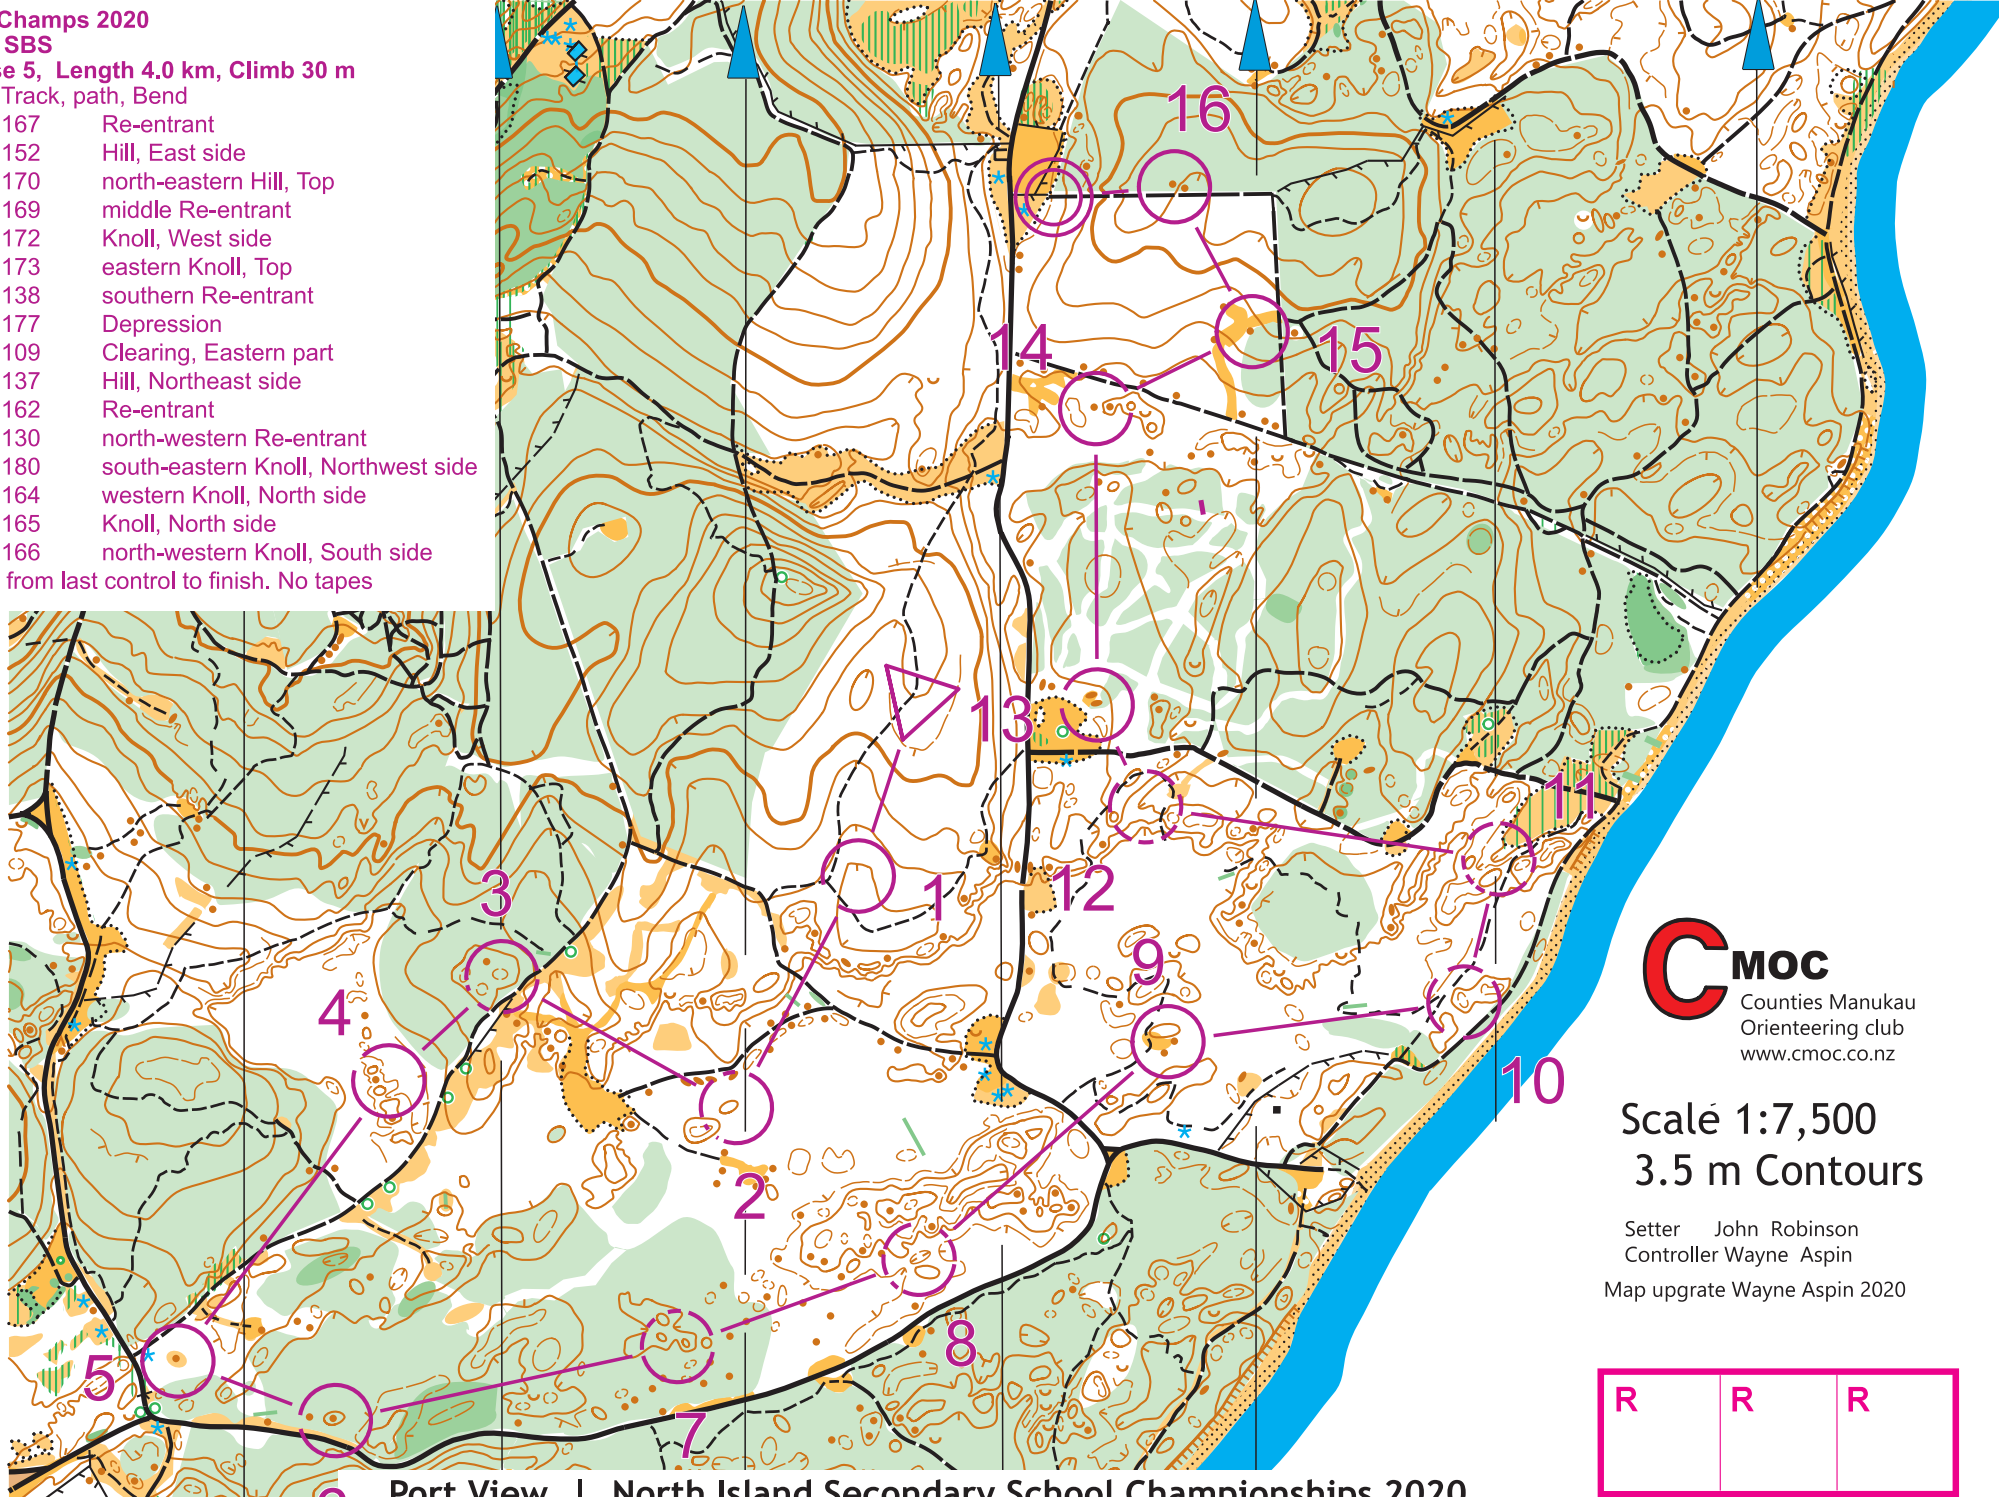 Champs 2020
SBS
se 5, Length 4.0 km, Climb 30 m
Track, path, Bend
167 Re-entrant
152 Hill, East side
170 north-eastern Hill, Top
169 middle Re-entrant
172 Knoll, West side
173 eastern Knoll, Top
138 southern Re-entrant
177 Depression
109 Clearing, Eastern part
137 Hill, Northeast side
162 Re-entrant
130 north-western Re-entrant
180 south-eastern Knoll, Northwest side
164 western Knoll, North side
165 Knoll, North side
166 north-western Knoll, South side
from last control to finish. No tapes
16
14
15
13
11
3
1
12
9
4
10
2
8
5
7
CMOC
Counties Manukau
Orienteering club
www.cmoc.co.nz
Scale 1:7,500
3.5 m Contours
Setter John Robinson
Controller Wayne Aspin
Map upgrate Wayne Aspin 2020
R R R
Port View | North Island Secondary School Championships 2020